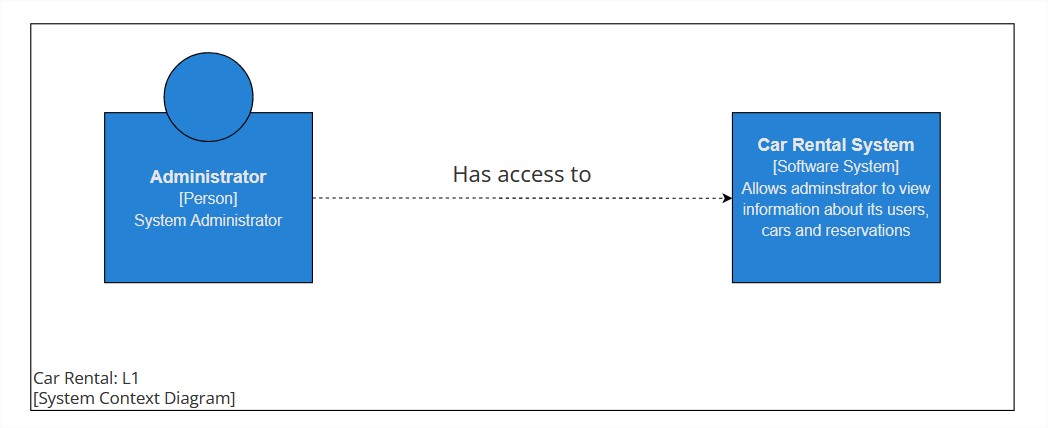 Administrator
[Person]
System Administrator
Has access to
Car Rental System
[Software System]
Allows adminstrator to view
information about its users,
cars and reservations
Car Rental: L1
[System Context Diagram]